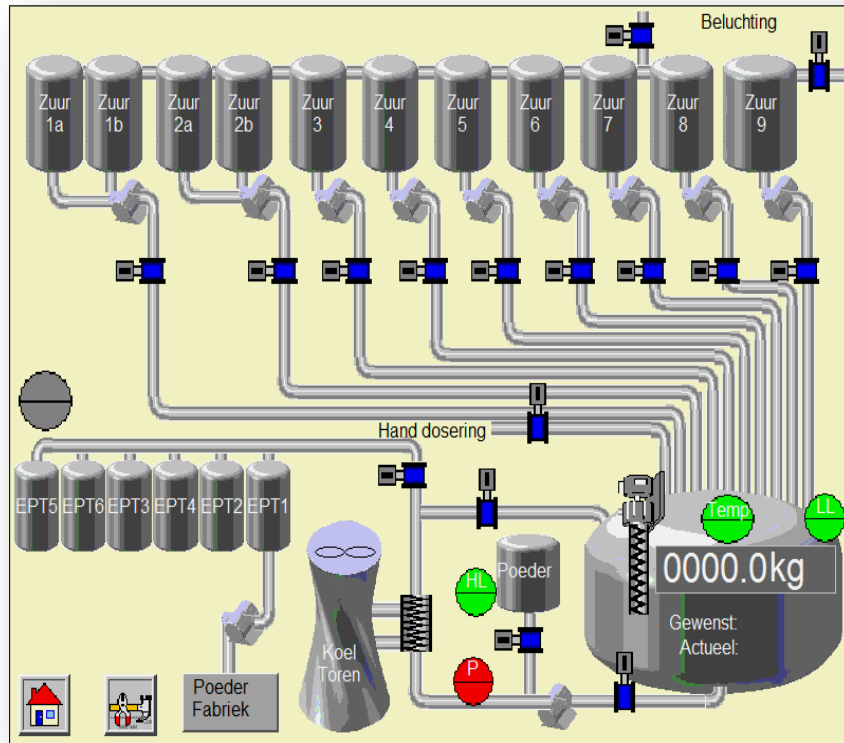 Beluchting
Zuur 1a
Zuur 1b
Zuur 2a
Zuur 2b
Zuur 3
Zuur 4
Zuur 5
Zuur 6
Zuur 7
Zuur 8
Zuur 9
Hand dosering
EPT5
EPT6
EPT3
EPT4
EPT2
EPT1
Temp
LL
0000.0kg
HL
Poeder
Gewenst:
Actueel:
Koel
Toren
P
Poeder
Fabriek